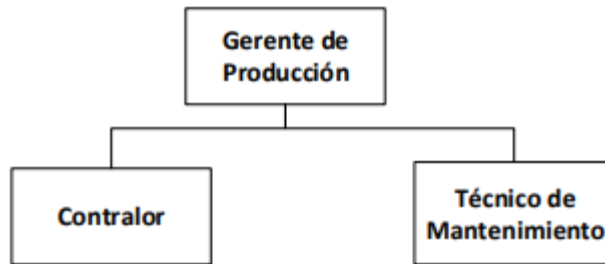 Gerente de
Producción
Contralor
Técnico de
Mantenimiento